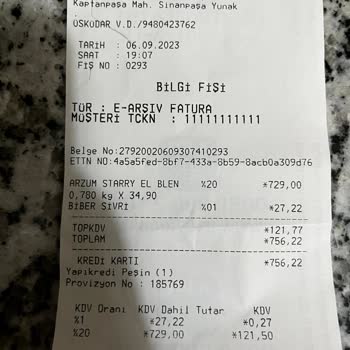 Kaptanpaşa Mah. Sinanpaşa Yunak
ÜSKÜDAR V.D./9480423762
TARİH : 06.09.2023
SAAT : 19:07
FİŞ NO : 0293
BİLGİ FİŞİ
TÜR : E-ARŞİV FATURA
MÜŞTERİ TCKN : 11111111111
Belge No:2792002060930741 0293
ETTN NO:4a5a5fed-8bf7-433a-8b59-8acb0a309d76
ARZUM STARRY EL BLEN %20 *729,00
0,780 kg X 34,90
BİBER SİVRİ %01 *27,22
TOPKDV *121,77
TOPLAM *756,22
KREDİ KARTI *756,22
Yapıkredi Peşin (1)
Provizyon No : 185769
KDV Oranı KDV Dahil Tutar KDV
%1 *27,22 *0,27
%20 *729,00 *121,50